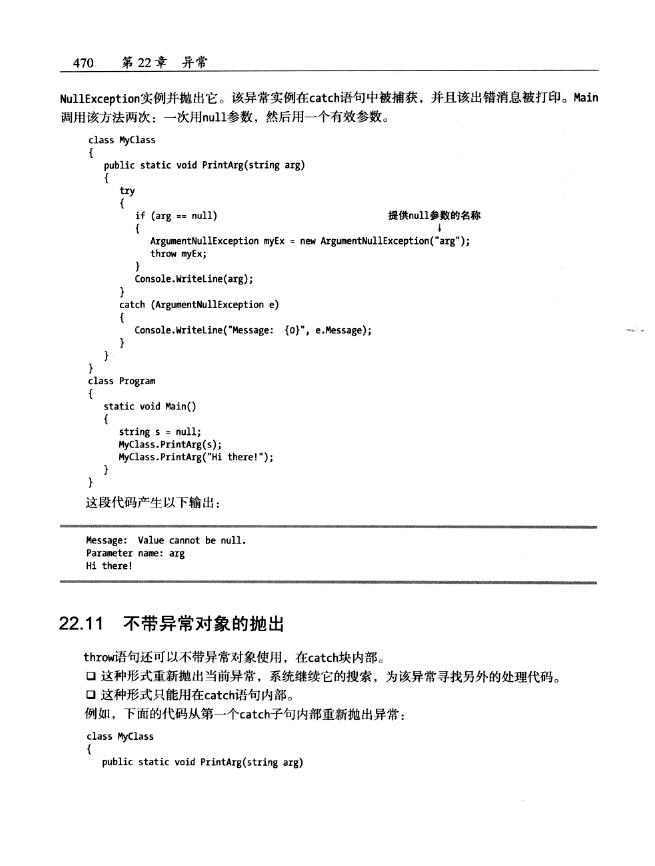 470 第22章 异常
NullException实例并抛出它。该异常实例在catch语句中被捕获，并且该出错消息被打印。Main
调用该方法两次：一次用null参数，然后用一个有效参数。
class MyClass
{
public static void PrintArg(string arg)
{
try
{
if (arg == null) 提供null参数的名称
{ ↓
ArgumentNullException myEx = new ArgumentNullException("arg");
throw myEx;
}
Console.WriteLine(arg);
}
catch (ArgumentNullException e)
{
Console.WriteLine("Message: {0}", e.Message);
}
}
}
class Program
{
static void Main()
{
string s = null;
MyClass.PrintArg(s);
MyClass.PrintArg("Hi there!");
}
}
这段代码产生以下输出：
Message: Value cannot be null.
Parameter name: arg
Hi there!
22.11 不带异常对象的抛出
throw语句还可以不带异常对象使用，在catch块内部。
❑ 这种形式重新抛出当前异常，系统继续它的搜索，为该异常寻找另外的处理代码。
❑ 这种形式只能用在catch语句内部。
例如，下面的代码从第一个catch子句内部重新抛出异常：
class MyClass
{
public static void PrintArg(string arg)